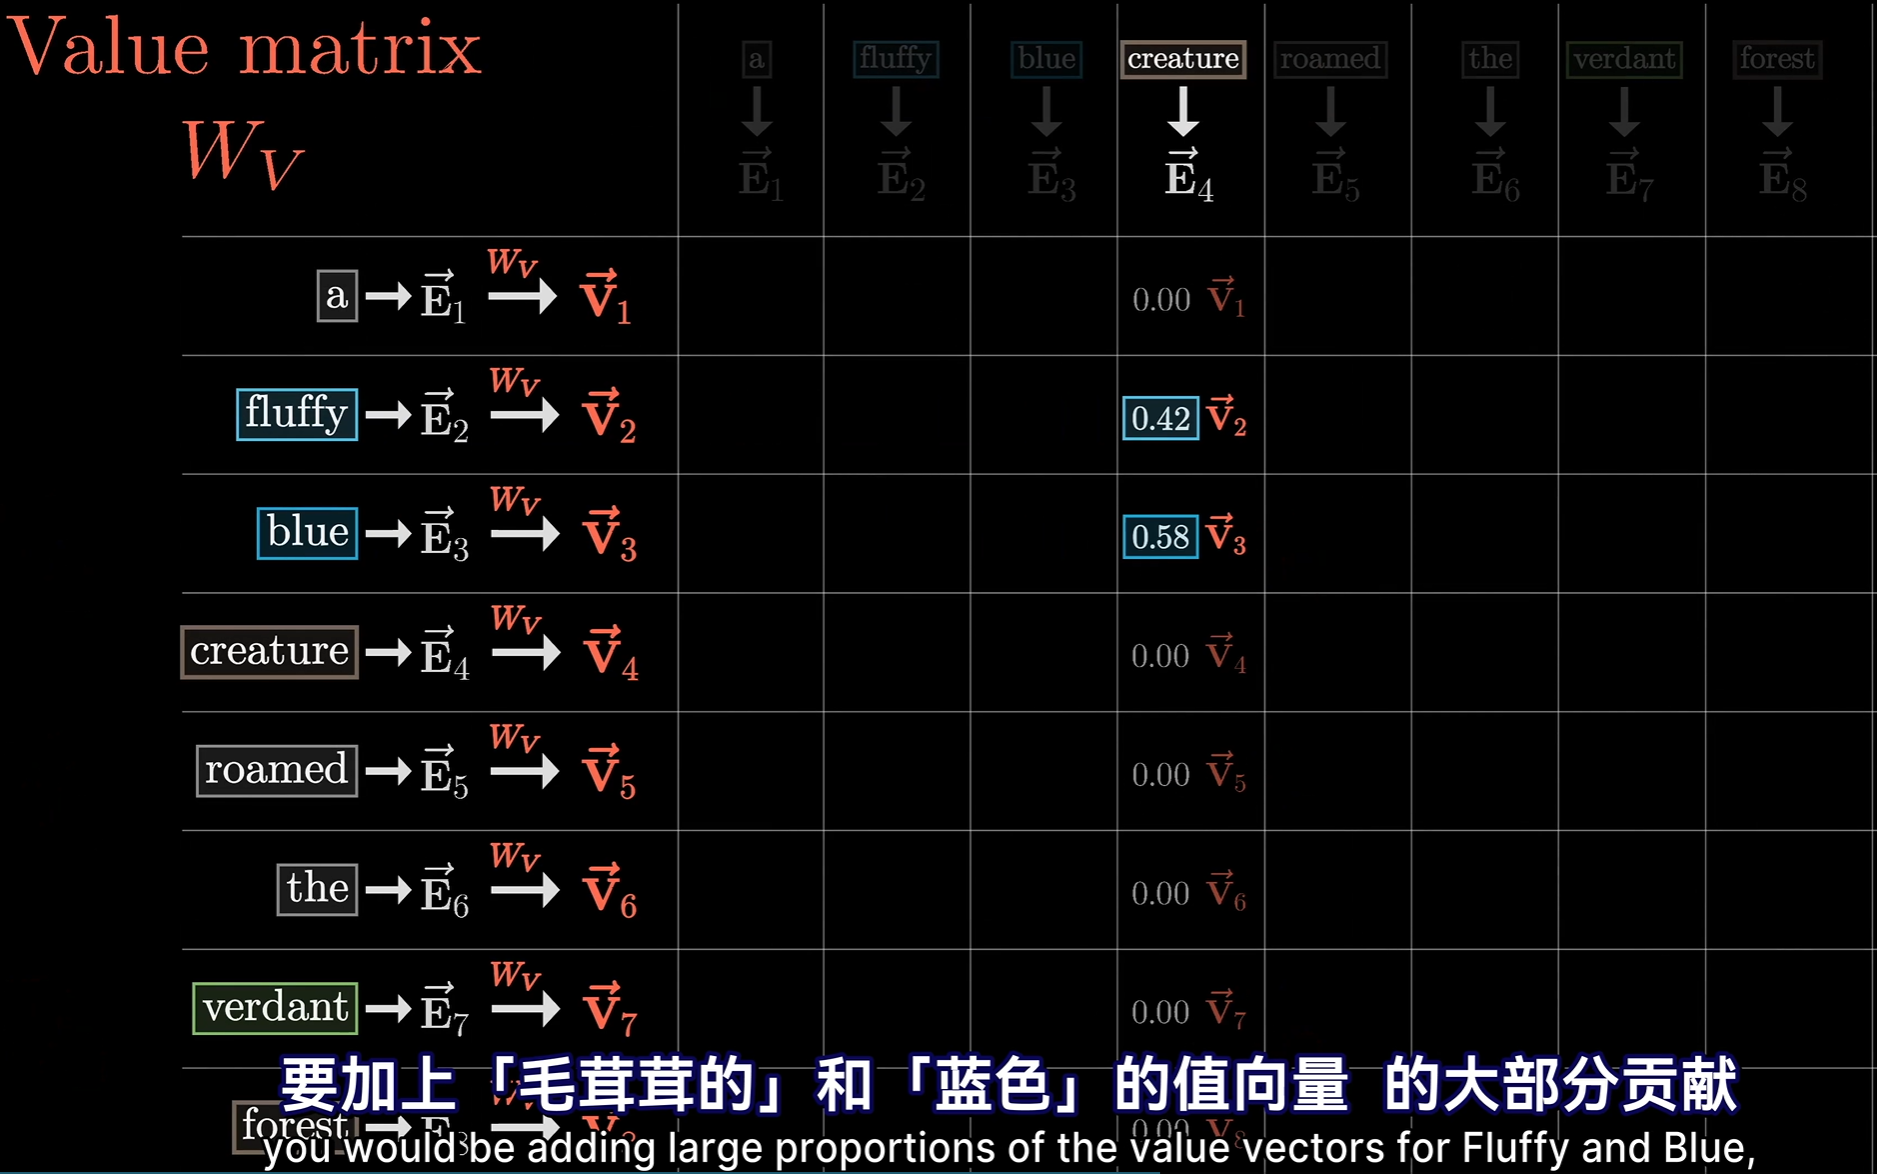 Value matrix
W_V
a fluffy blue creature roamed the verdant forest
E⃗₁ E⃗₂ E⃗₃ E⃗₄ E⃗₅ E⃗₆ E⃗₇ E⃗₈
a E⃗₁ W_V V⃗₁ 0.00 V⃗₁
fluffy E⃗₂ W_V V⃗₂ 0.42 V⃗₂
blue E⃗₃ W_V V⃗₃ 0.58 V⃗₃
creature E⃗₄ W_V V⃗₄ 0.00 V⃗₄
roamed E⃗₅ W_V V⃗₅ 0.00 V⃗₅
the E⃗₆ W_V V⃗₆ 0.00 V⃗₆
verdant E⃗₇ W_V V⃗₇ 0.00 V⃗₇
要加上「毛茸茸的」和「蓝色」的值向量 的大部分贡献
forest
you would be adding large proportions of the value vectors for Fluffy and Blue,